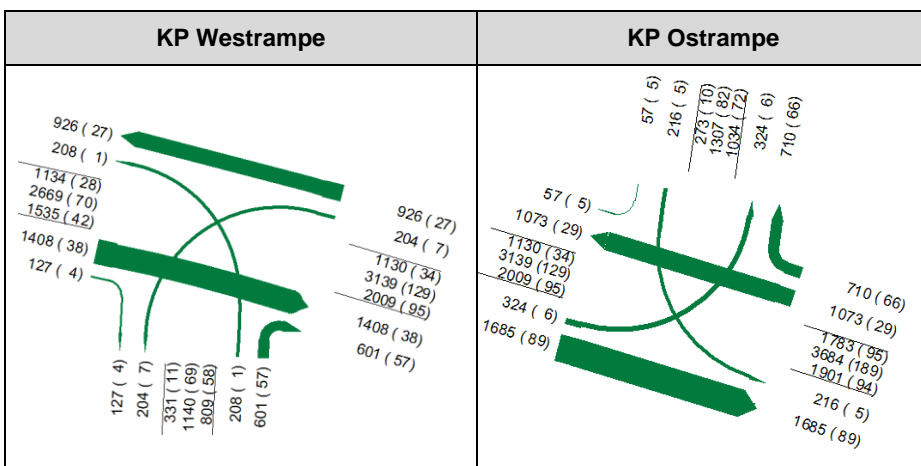 KP Westrampe
KP Ostrampe
926 ( 27)
208 (  1)
1134 ( 28)
2669 ( 70)
1535 ( 42)
1408 ( 38)
127 (  4)
926 ( 27)
204 (  7)
1130 ( 34)
3139 (129)
2009 ( 95)
1408 ( 38)
601 ( 57)
127 (  4)
204 (  7)
331 ( 11)
1140 ( 69)
809 ( 58)
208 (  1)
601 ( 57)
57 (  5)
216 (  5)
273 ( 10)
1307 ( 82)
1034 ( 72)
324 (  6)
710 ( 66)
57 (  5)
1073 ( 29)
1130 ( 34)
3139 (129)
2009 ( 95)
324 (  6)
1685 ( 89)
710 ( 66)
1073 ( 29)
1783 ( 95)
3684 (189)
1901 ( 94)
216 (  5)
1685 ( 89)